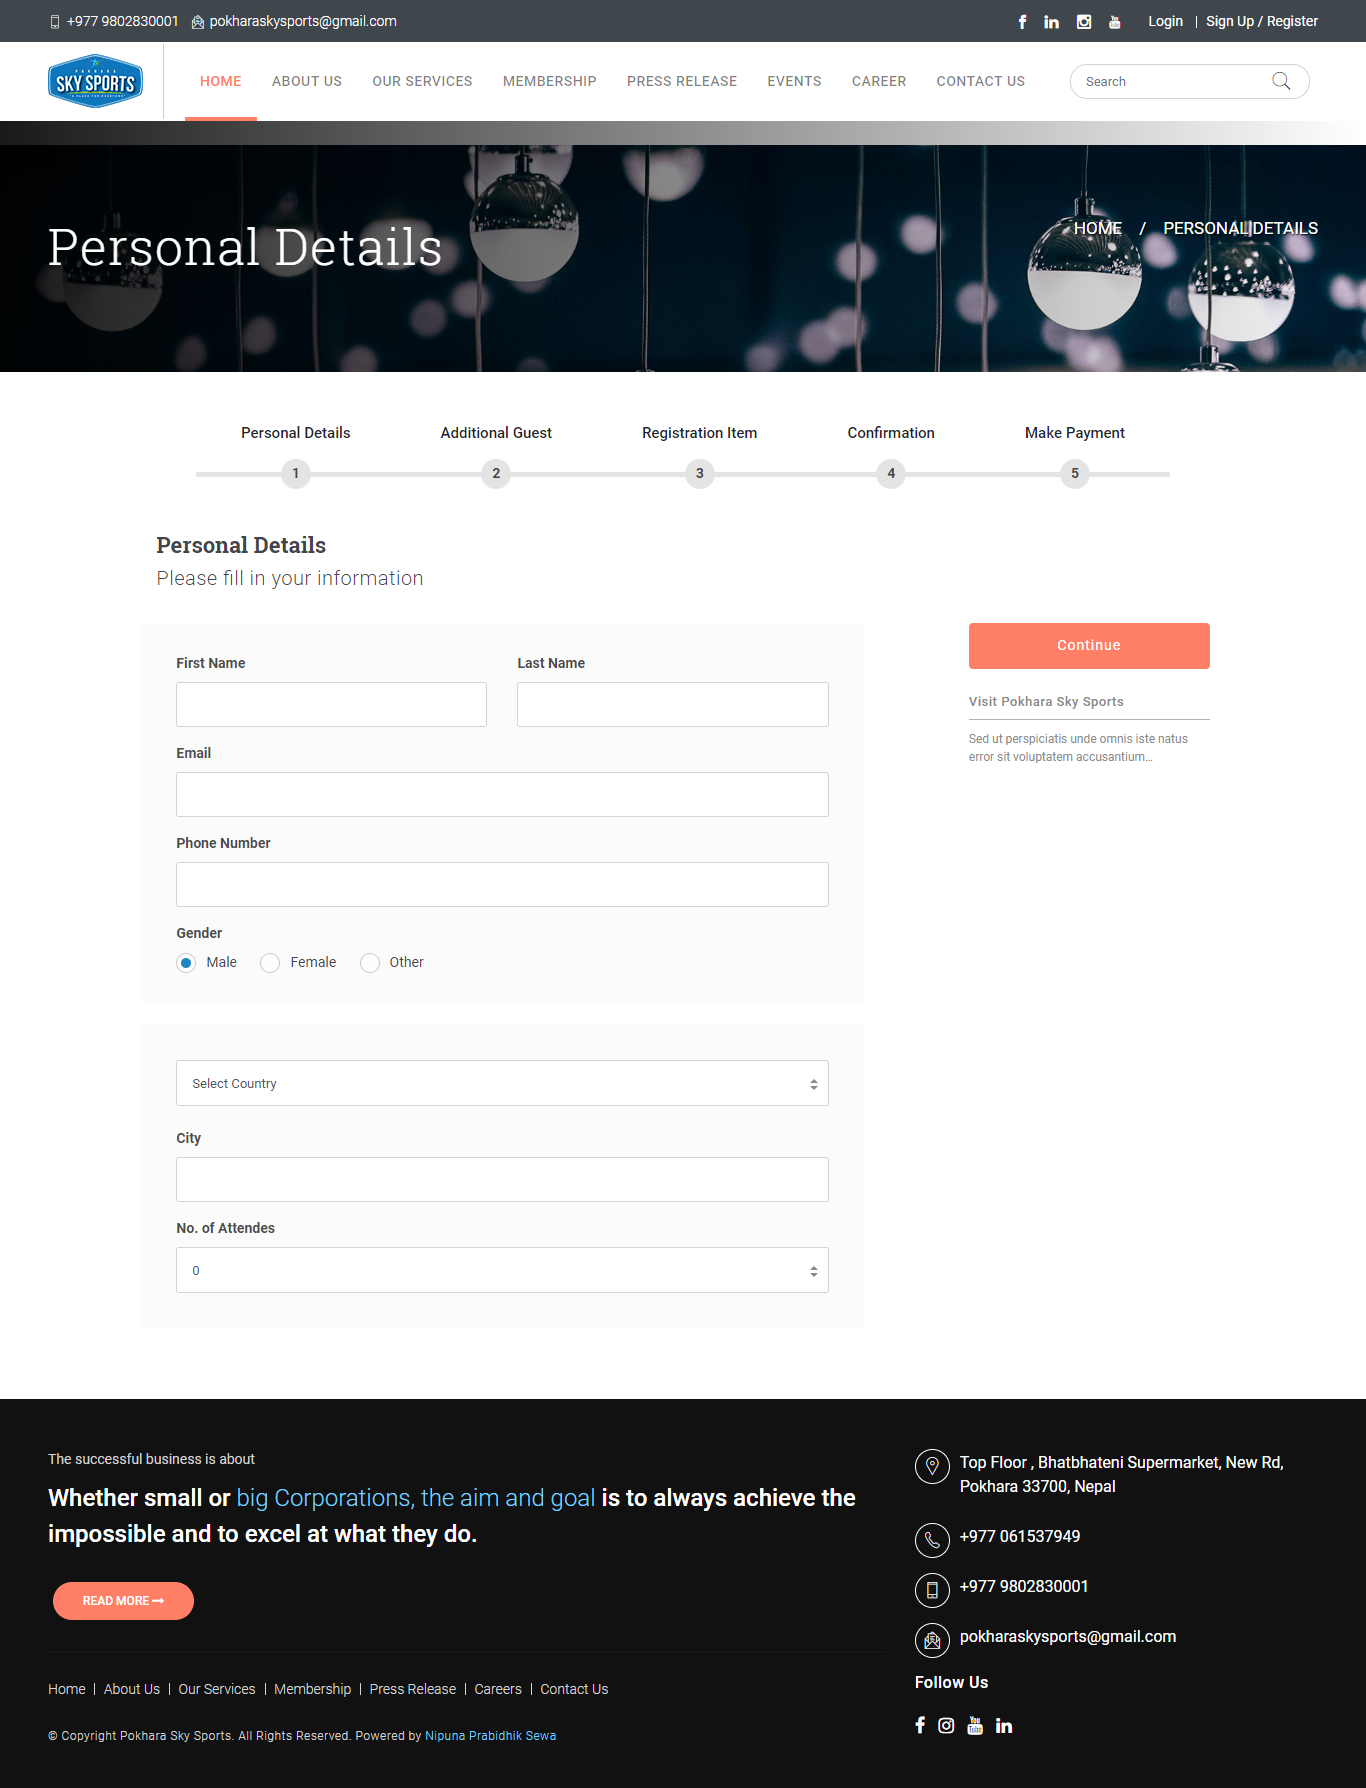 +977 9802830001 pokharaskysports@gmail.com Login | Sign Up / Register
POKHARA
SKY SPORTS
HOME ABOUT US OUR SERVICES MEMBERSHIP PRESS RELEASE EVENTS CAREER CONTACT US Search
Personal Details
HOME / PERSONAL DETAILS
Personal Details Additional Guest Registration Item Confirmation Make Payment
1 2 3 4 5
Personal Details
Please fill in your information
First Name Last Name
Email
Phone Number
Gender
Male Female Other
Continue
Visit Pokhara Sky Sports
Sed ut perspiciatis unde omnis iste natus
error sit voluptatem accusantium...
Select Country
City
No. of Attendes
0
The successful business is about
Whether small or big Corporations, the aim and goal is to always achieve the
impossible and to excel at what they do.
READ MORE
Home | About Us | Our Services | Membership | Press Release | Careers | Contact Us
© Copyright Pokhara Sky Sports. All Rights Reserved. Powered by Nipuna Prabidhik Sewa
Top Floor , Bhatbhateni Supermarket, New Rd,
Pokhara 33700, Nepal
+977 061537949
+977 9802830001
pokharaskysports@gmail.com
Follow Us